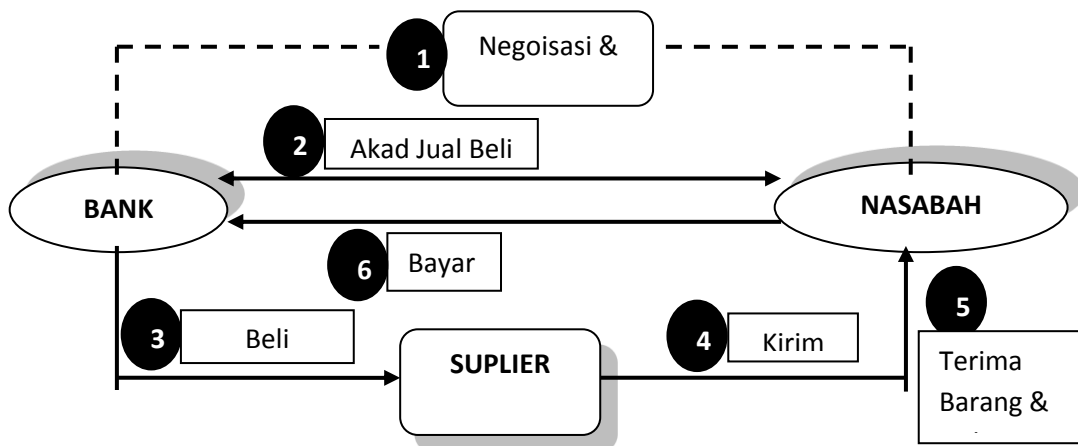 1
Negoisasi &
2
Akad Jual Beli
BANK
NASABAH
6
Bayar
3
Beli
SUPLIER
4
Kirim
5
Terima
Barang &